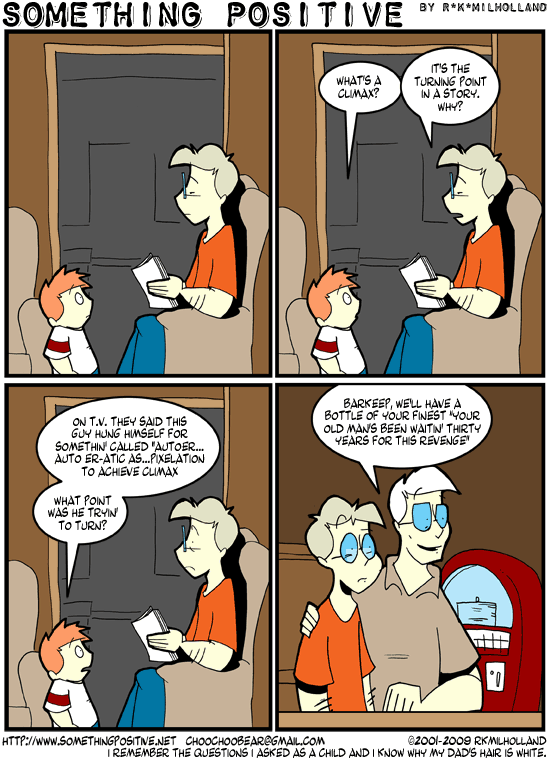 SOMETHING POSITIVE BY R*K*MILHOLLAND
WHAT'S A
CLIMAX?
IT'S THE
TURNING POINT
IN A STORY.
WHY?
ON T.V. THEY SAID THIS
GUY HUNG HIMSELF FOR
SOMETHIN' CALLED "AUTOER...
AUTO ER-ATIC AS...PIXELATION
TO ACHIEVE CLIMAX
WHAT POINT
WAS HE TRYIN'
TO TURN?
BARKEEP, WE'LL HAVE A
BOTTLE OF YOUR FINEST "YOUR
OLD MAN'S BEEN WAITIN' THIRTY
YEARS FOR THIS REVENGE"
HTTP://WWW.SOMETHINGPOSITIVE.NET CHOOCHOOBEAR@GMAIL.COM ©2001-2009 RKMILHOLLAND
I REMEMBER THE QUESTIONS I ASKED AS A CHILD AND I KNOW WHY MY DAD'S HAIR IS WHITE.